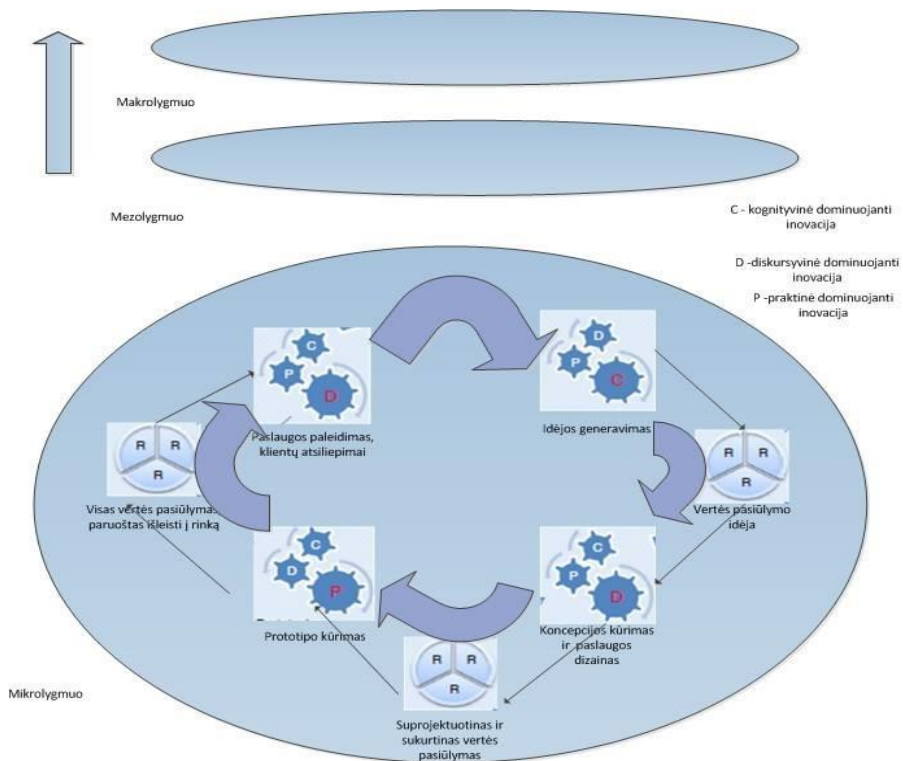 Makrolygmuo
Mezolygmuo
C - kognityvinė dominuojanti
inovacija
D -diskursyvinė dominuojanti
inovacija
P -praktinė dominuojanti
inovacija
C
P
D
Paslaugos paleidimas,
klientų atsiliepimai
D
P
C
Idėjos generavimas
R R
R
Visas vertės pasiūlymas
paruoštas išleisti į rinką
R R
R
Vertės pasiūlymo
idėja
C
D
P
Prototipo kūrimas
C
P
D
Koncepcijos kūrimas
ir paslaugos
dizainas
R R
R
Suprojektuotinas ir
sukurtinas vertės
pasiūlymas
Mikrolygmuo